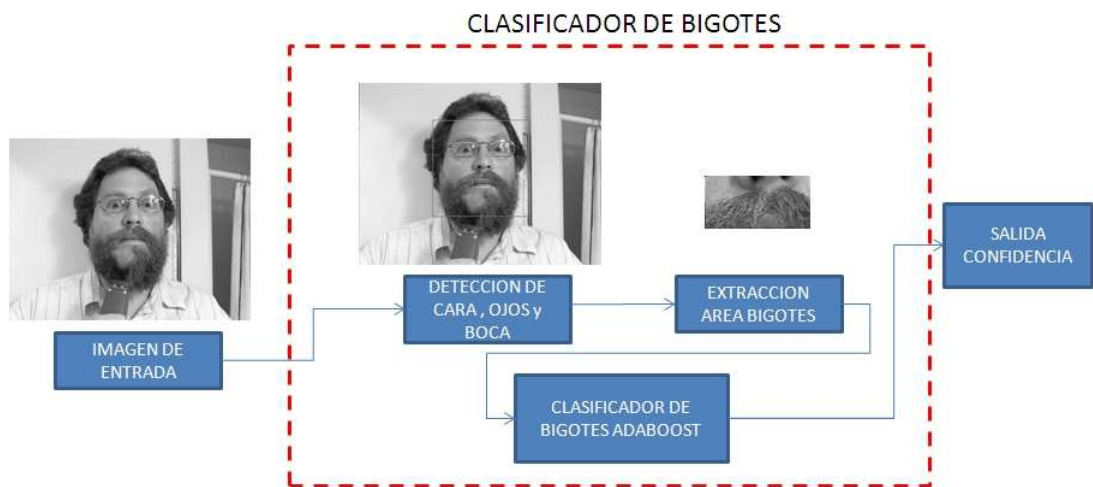 CLASIFICADOR DE BIGOTES
IMAGEN DE
ENTRADA
DETECCION DE
CARA , OJOS y
BOCA
EXTRACCION
AREA BIGOTES
CLASIFICADOR DE
BIGOTES ADABOOST
SALIDA
CONFIDENCIA